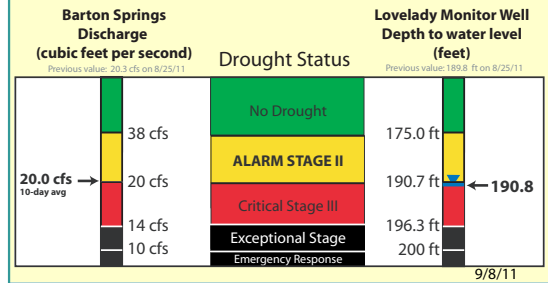 Barton Springs
Discharge
(cubic feet per second)
Previous value: 20.3 cfs on 8/25/11
Drought Status
Lovelady Monitor Well
Depth to water level
(feet)
Previous value: 189.8 ft on 8/25/11
No Drought
38 cfs
175.0 ft
ALARM STAGE II
20.0 cfs
10-day avg
20 cfs
190.7 ft
190.8
Critical Stage III
14 cfs
196.3 ft
Exceptional Stage
10 cfs
200 ft
Emergency Response
9/8/11